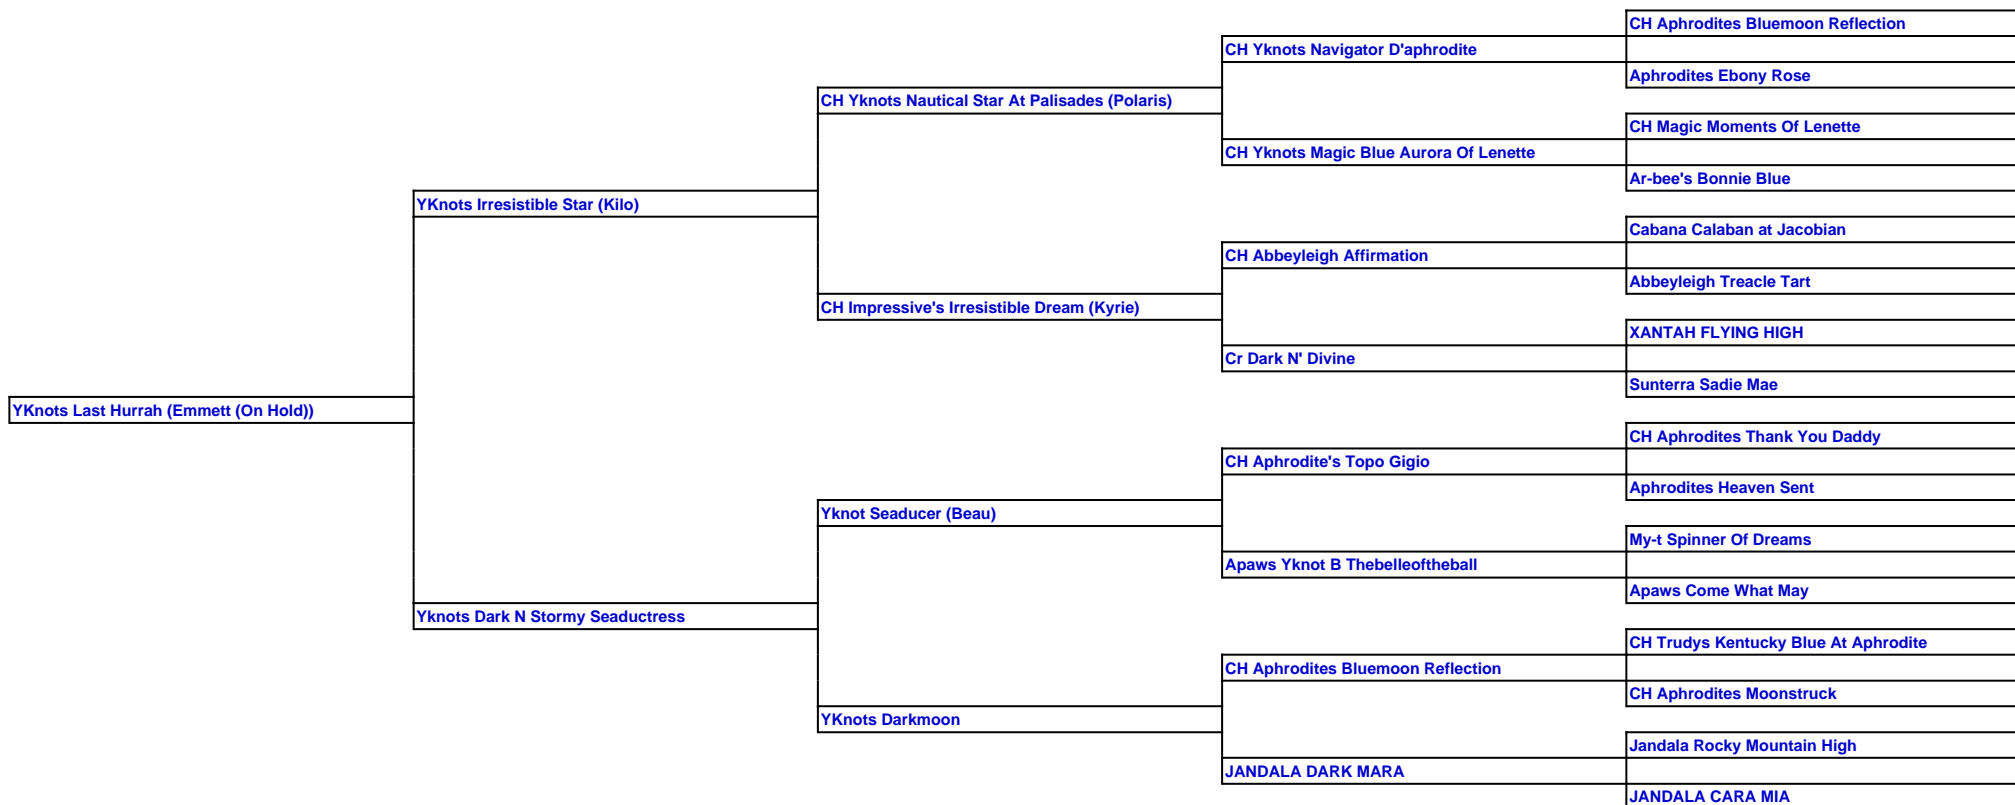 CH Aphrodites Bluemoon Reflection
CH Yknots Navigator D'aphrodite
Aphrodites Ebony Rose
CH Yknots Nautical Star At Palisades (Polaris)
CH Magic Moments Of Lenette
CH Yknots Magic Blue Aurora Of Lenette
Ar-bee's Bonnie Blue
YKnots Irresistible Star (Kilo)
Cabana Calaban at Jacobian
CH Abbeyleigh Affirmation
Abbeyleigh Treacle Tart
CH Impressive's Irresistible Dream (Kyrie)
XANTAH FLYING HIGH
Cr Dark N' Divine
Sunterra Sadie Mae
YKnots Last Hurrah (Emmett (On Hold))
CH Aphrodites Thank You Daddy
CH Aphrodite's Topo Gigio
Aphrodites Heaven Sent
Yknot Seaducer (Beau)
My-t Spinner Of Dreams
Apaws Yknot B Thebelleoftheball
Apaws Come What May
Yknots Dark N Stormy Seaductress
CH Trudys Kentucky Blue At Aphrodite
CH Aphrodites Bluemoon Reflection
CH Aphrodites Moonstruck
YKnots Darkmoon
Jandala Rocky Mountain High
JANDALA DARK MARA
JANDALA CARA MIA